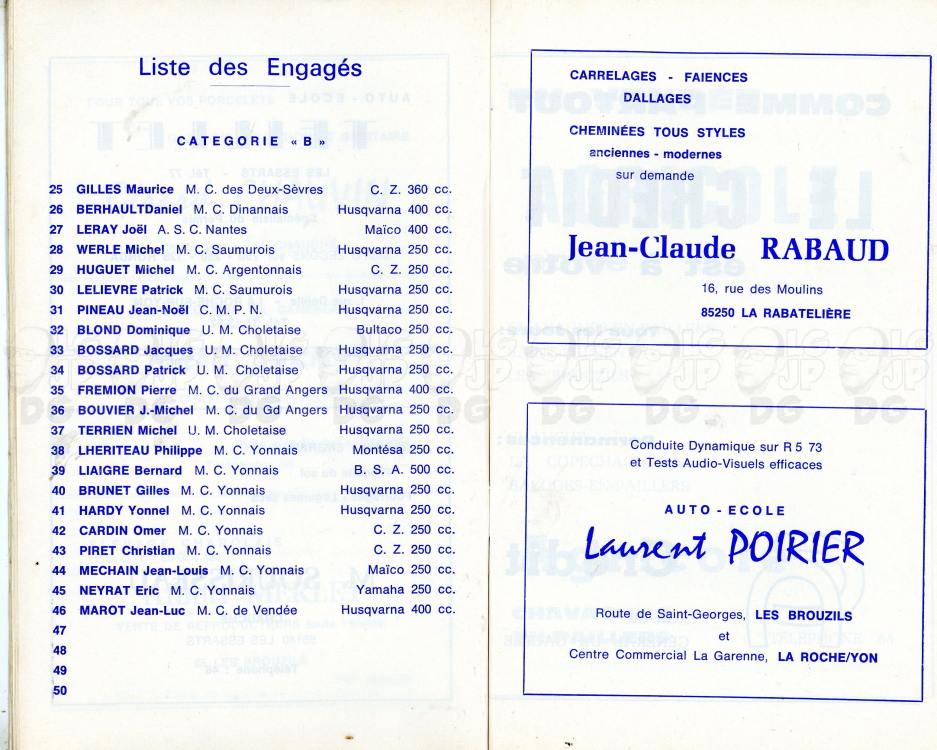 Liste des Engagés
CATEGORIE « B »
25 GILLES Maurice M. C. des Deux-Sèvres C. Z. 360 cc.
26 BERHAULTDaniel M. C. Dinannais Husqvarna 400 cc.
27 LERAY Joël A. S. C. Nantes Maïco 400 cc.
28 WERLE Michel M. C. Saumurois Husqvarna 250 cc.
29 HUGUET Michel M. C. Argentonnais C. Z. 250 cc.
30 LELIEVRE Patrick M. C. Saumurois Husqvarna 250 cc.
31 PINEAU Jean-Noël C. M. P. N. Husqvarna 250 cc.
32 BLOND Dominique U. M. Choletaise Bultaco 250 cc.
33 BOSSARD Jacques U. M. Choletaise Husqvarna 250 cc.
34 BOSSARD Patrick U. M. Choletaise Husqvarna 250 cc.
35 FREMION Pierre M. C. du Grand Angers Husqvarna 400 cc.
36 BOUVIER J.-Michel M. C. du Gd Angers Husqvarna 250 cc.
37 TERRIEN Michel U. M. Choletaise Husqvarna 250 cc.
38 LHERITEAU Philippe M. C. Yonnais Montésa 250 cc.
39 LIAIGRE Bernard M. C. Yonnais B. S. A. 500 cc.
40 BRUNET Gilles M. C. Yonnais Husqvarna 250 cc.
41 HARDY Yonnel M. C. Yonnais Husqvarna 250 cc.
42 CARDIN Omer M. C. Yonnais C. Z. 250 cc.
43 PIRET Christian M. C. Yonnais C. Z. 250 cc.
44 MECHAIN Jean-Louis M. C. Yonnais Maïco 250 cc.
45 NEYRAT Eric M. C. Yonnais Yamaha 250 cc.
46 MAROT Jean-Luc M. C. de Vendée Husqvarna 400 cc.
47
48
49
50
CARRELAGES - FAIENCES
DALLAGES
CHEMINÉES TOUS STYLES
anciennes - modernes
sur demande
Jean-Claude RABAUD
16, rue des Moulins
85250 LA RABATELIÈRE
Conduite Dynamique sur R 5 73
et Tests Audio-Visuels efficaces
AUTO - ECOLE
Laurent POIRIER
Route de Saint-Georges, LES BROUZILS
et
Centre Commercial La Garenne, LA ROCHE/YON